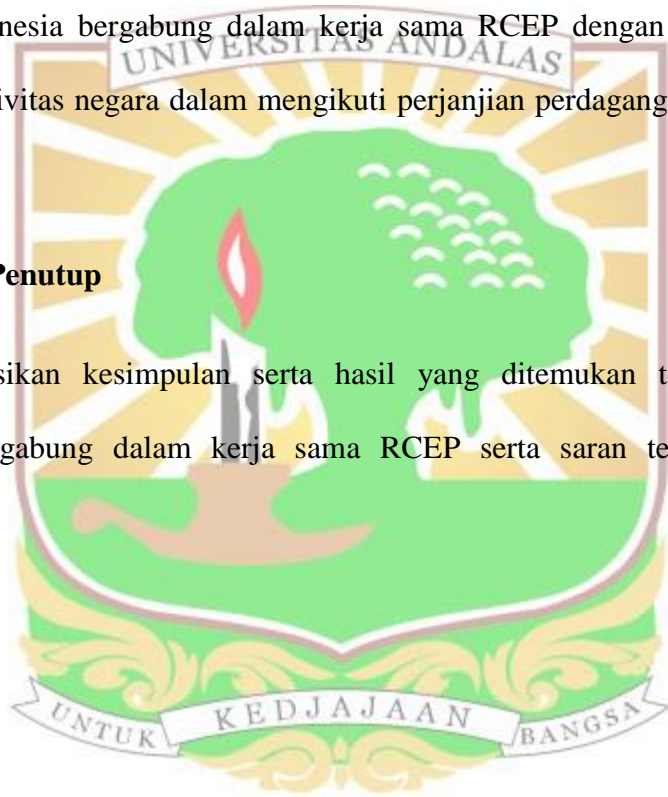 nesia bergabung dalam kerja sama RCEP dengan
UNIVERSITAS ANDALAS
ivitas negara dalam mengikuti perjanjian perdagang
Penutup
sikan kesimpulan serta hasil yang ditemukan t
gabung dalam kerja sama RCEP serta saran te
UNTUK KEDJAJAAN BANGSA